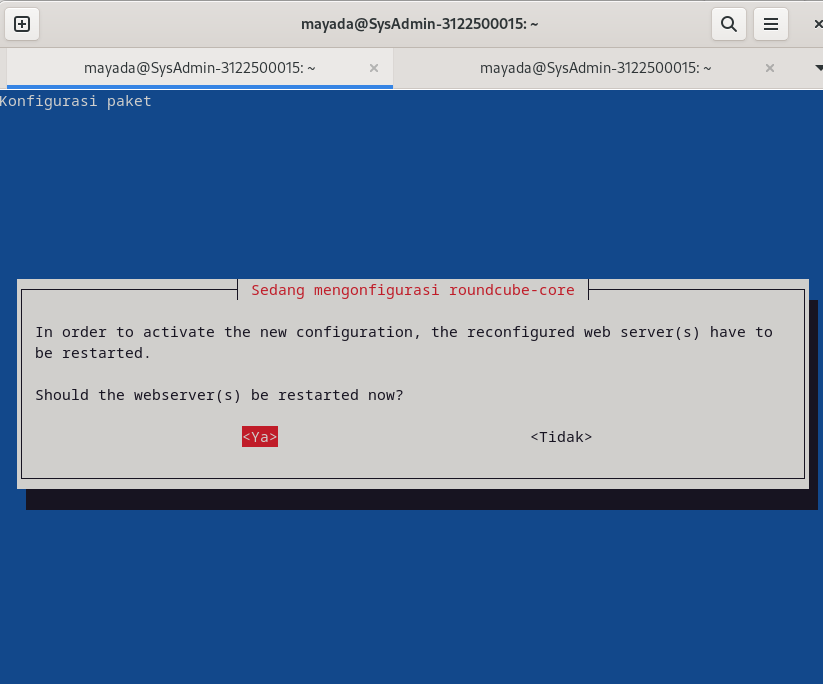 mayada@SysAdmin-3122500015: ~
mayada@SysAdmin-3122500015: ~
mayada@SysAdmin-3122500015: ~
Konfigurasi paket
Sedang mengonfigurasi roundcube-core
In order to activate the new configuration, the reconfigured web server(s) have to
be restarted.
Should the webserver(s) be restarted now?
<Ya> <Tidak>